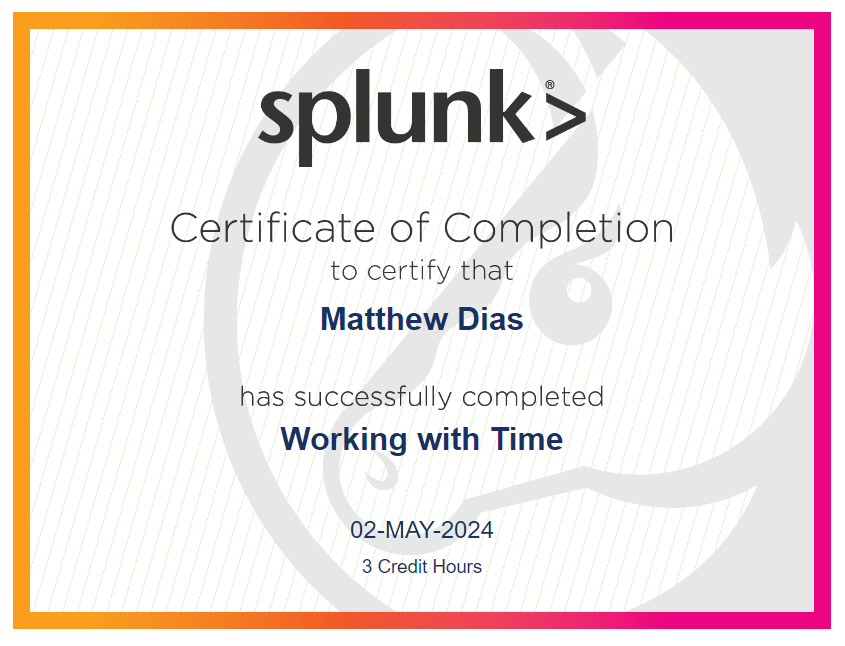 splunk>®
Certificate of Completion
to certify that
Matthew Dias
has successfully completed
Working with Time
02-MAY-2024
3 Credit Hours